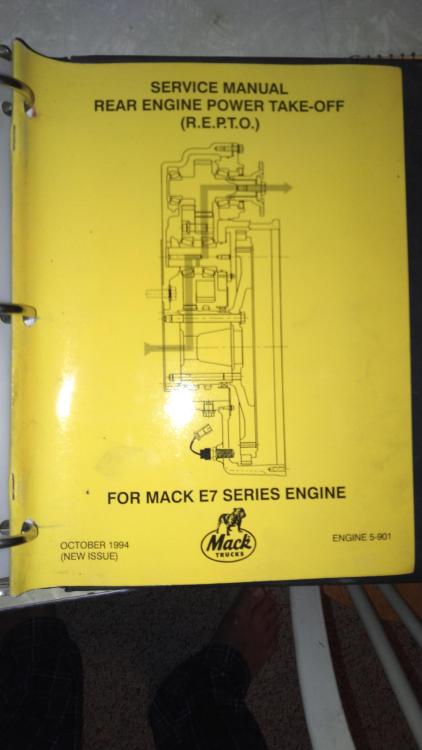 SERVICE MANUAL
REAR ENGINE POWER TAKE-OFF
(R.E.P.T.O.)
FOR MACK E7 SERIES ENGINE
OCTOBER 1994
(NEW ISSUE)
Mack
TRUCKS
ENGINE 5-901